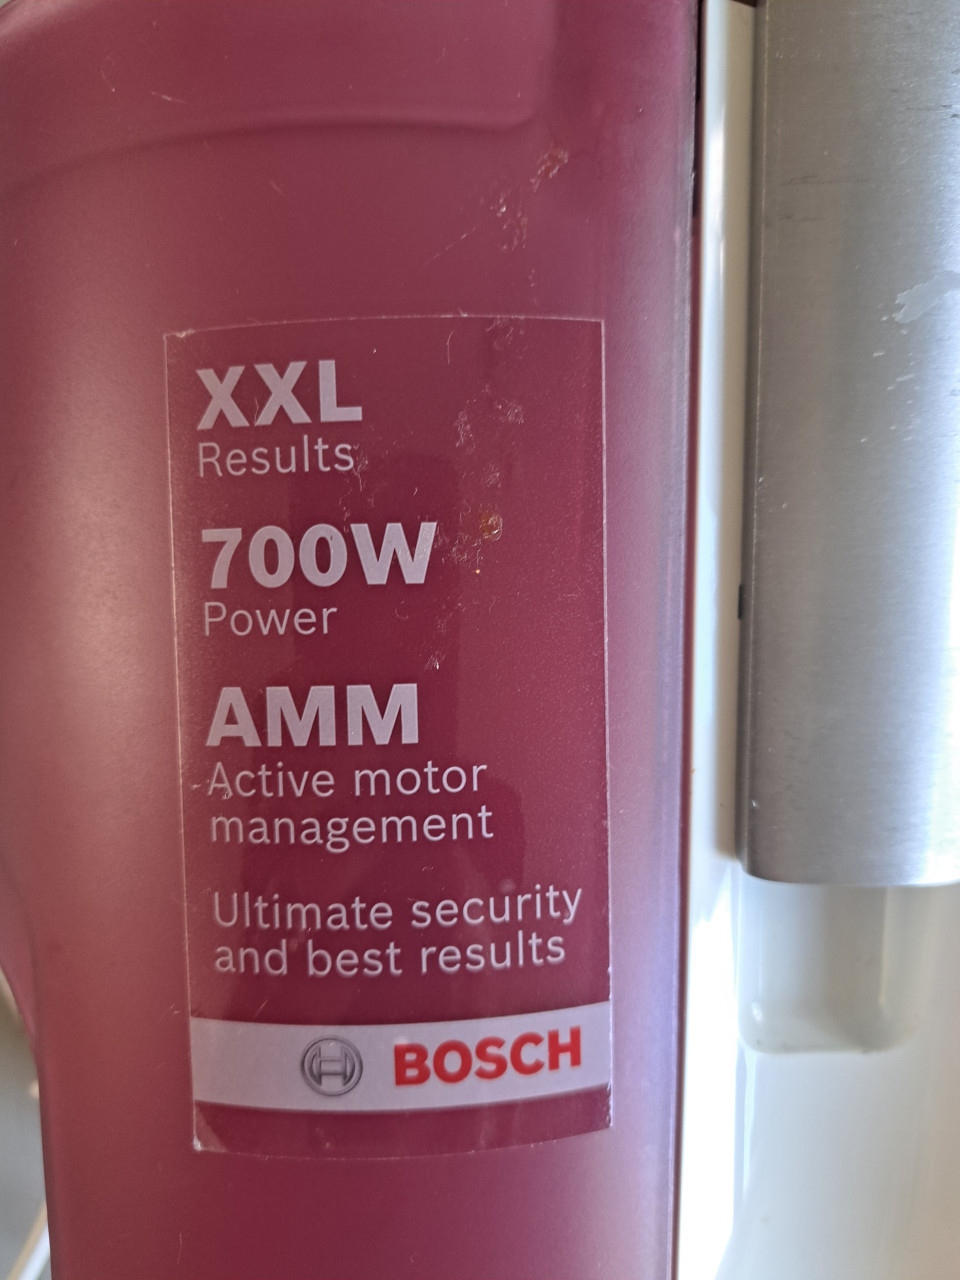 XXL
Results
700W
Power
AMM
Active motor
management
Ultimate security
and best results
BOSCH